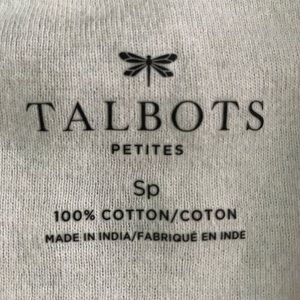 TALBOTS
PETITES
Sp
100% COTTON/COTON
MADE IN INDIA/FABRIQUÉ EN INDE